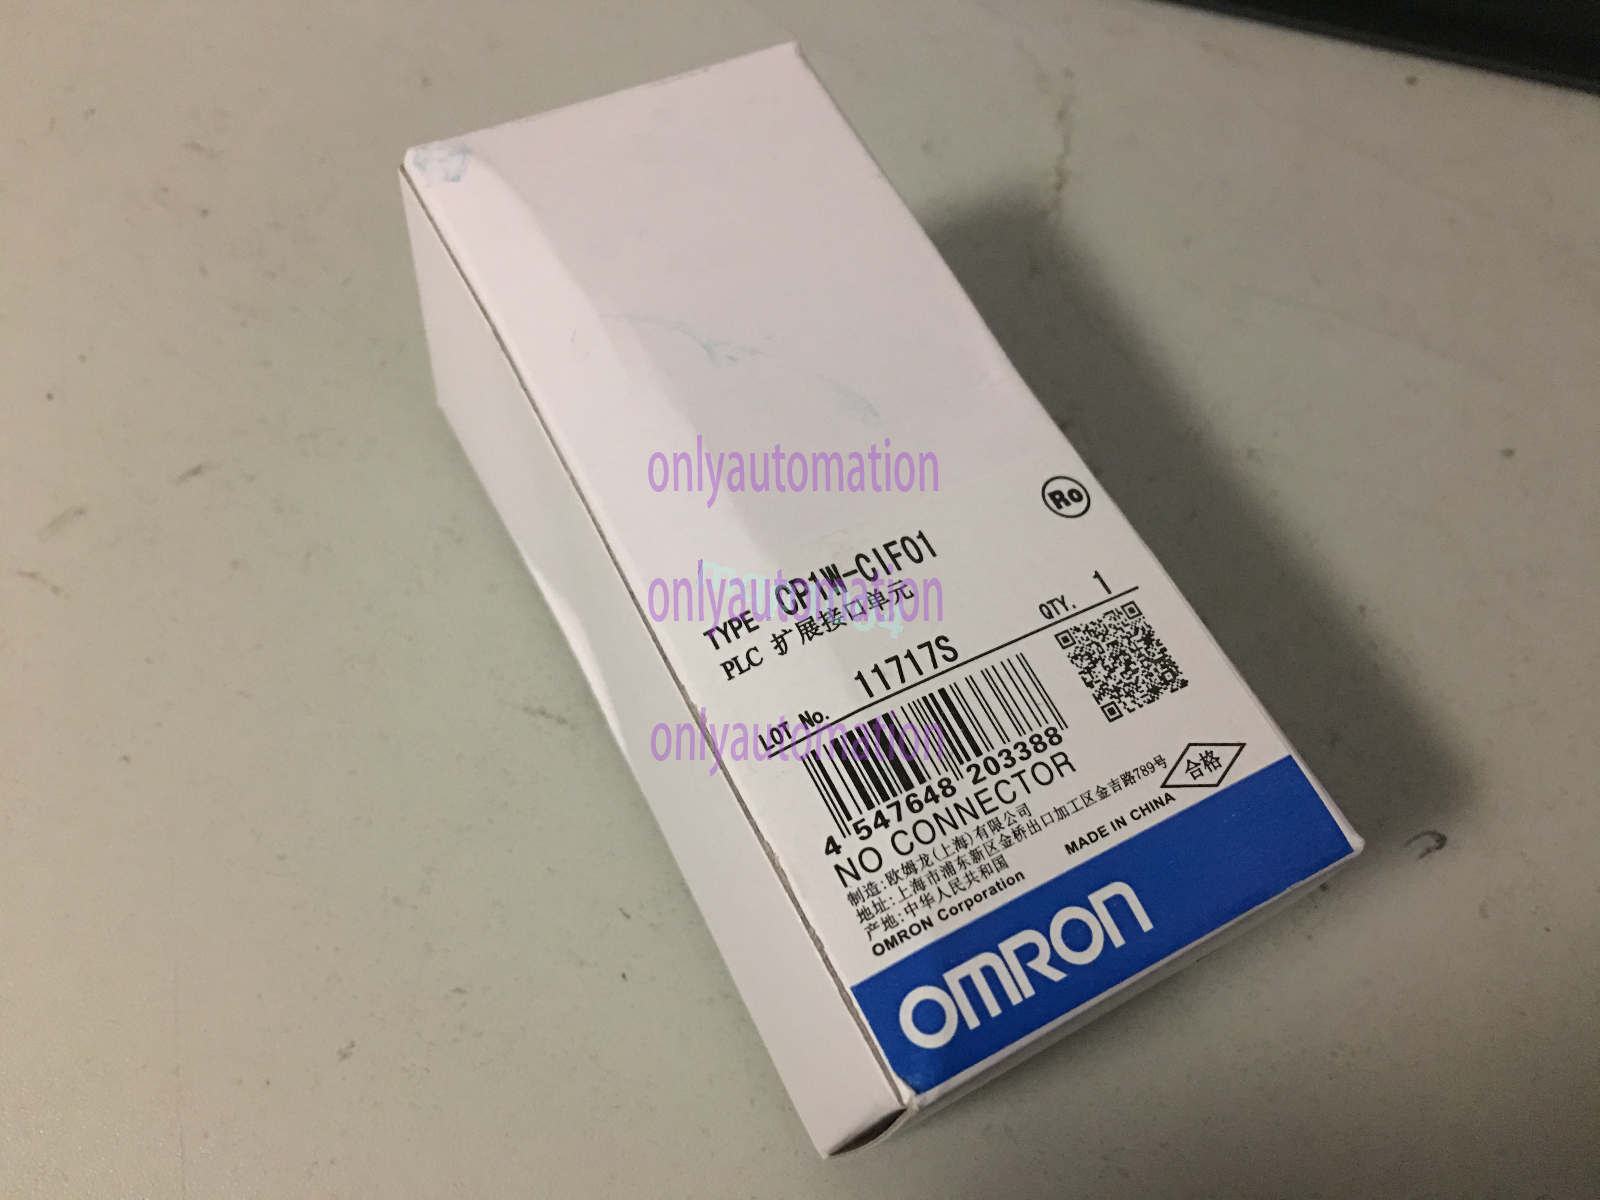 onlyautomation
Ro
TYPE CP1W-CIF01
onlyautomation
PLC 扩展接口单元
LOT No. 11717S QTY. 1
onlyautomation
4 547648 203388
NO CONNECTOR
制造:欧姆龙(上海)有限公司
地址:上海市浦东新区金桥出口加工区金吉路789号
产地:中华人民共和国
合格
OMRON Corporation MADE IN CHINA
OMRON